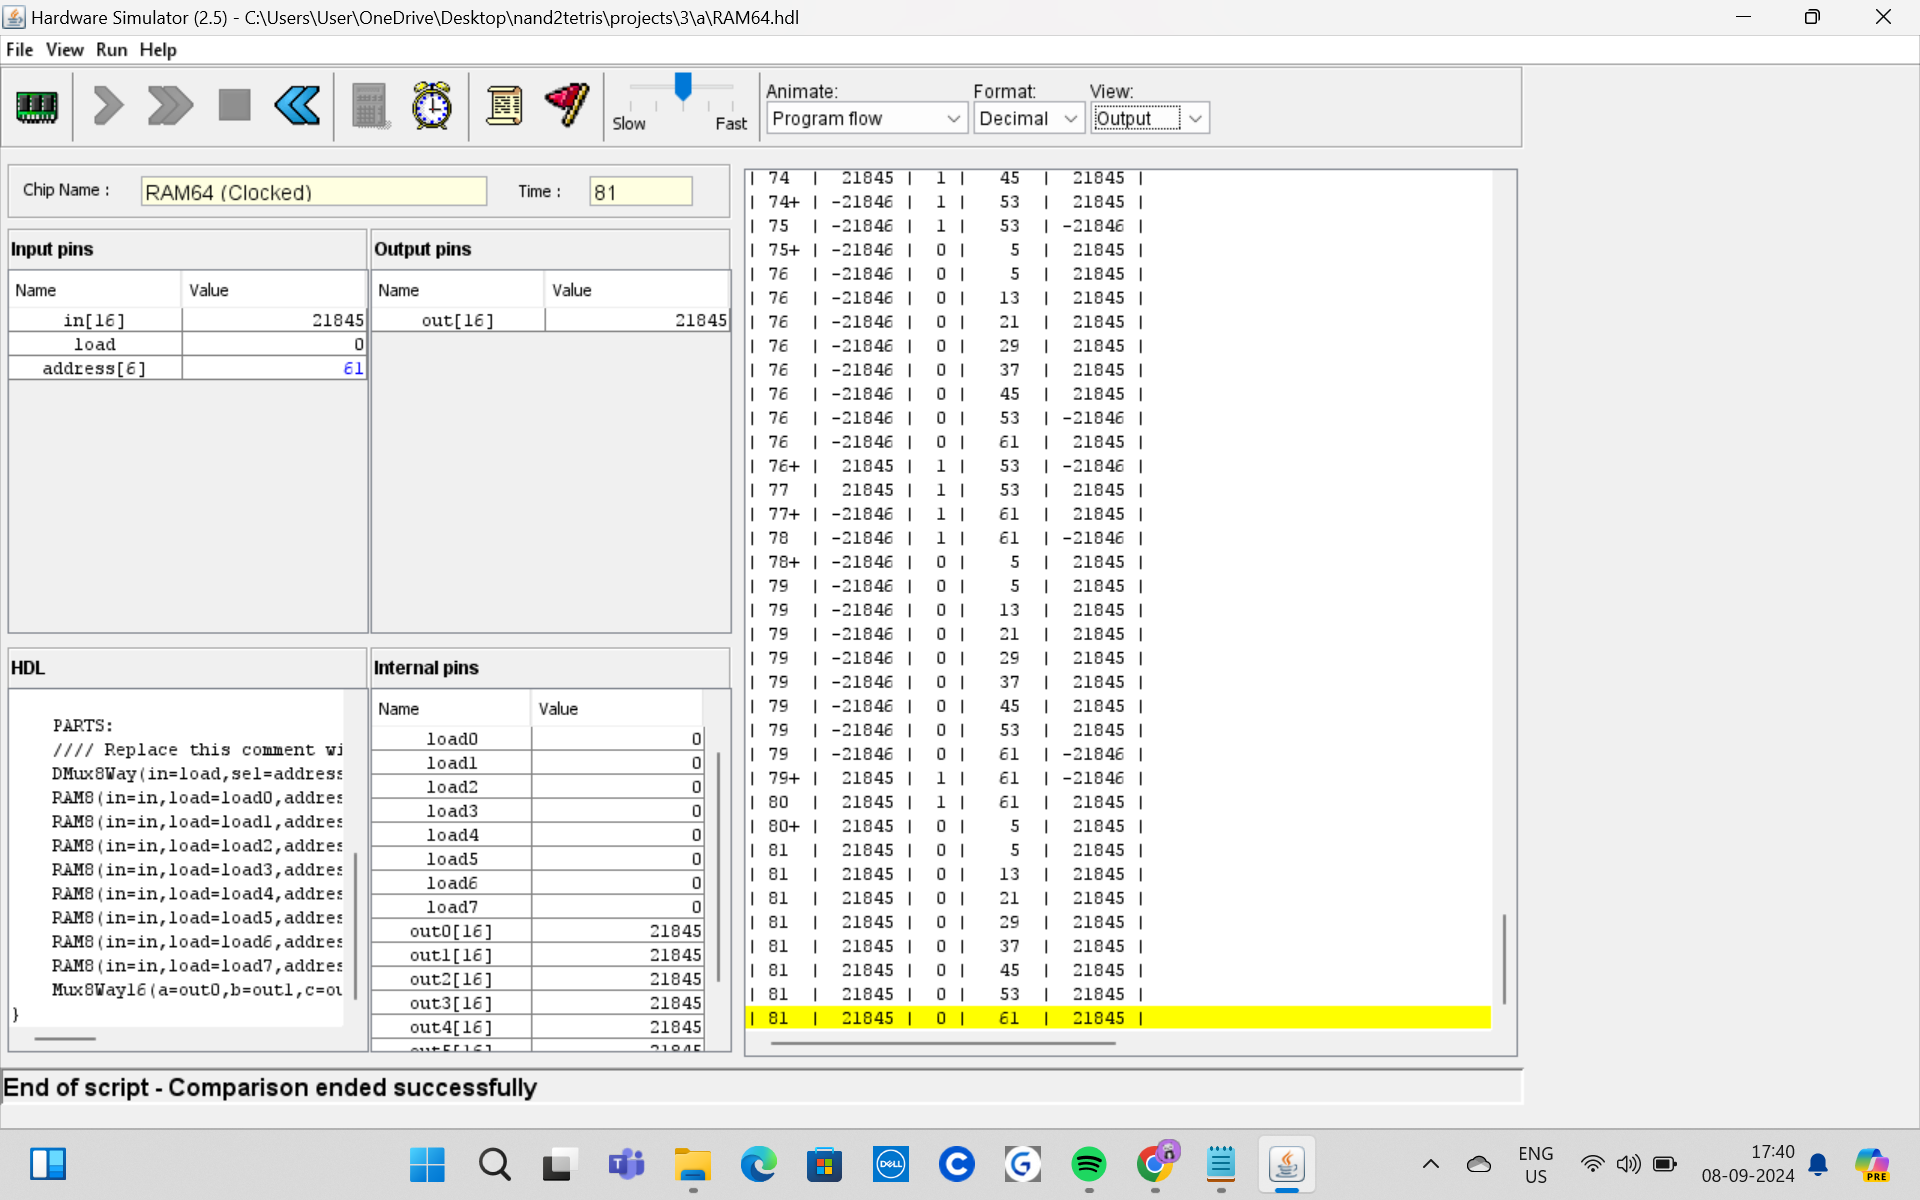 Hardware Simulator (2.5) - C:\Users\User\OneDrive\Desktop\nand2tetris\projects\3\a\RAM64.hdl
File View Run Help
Slow Fast
Animate: Format: View:
Program flow Decimal Output
Chip Name : RAM64 (Clocked) Time : 81
Input pins
Name Value
in[16] 21845
load 0
address[6] 61
Output pins
Name Value
out[16] 21845
HDL
PARTS:
//// Replace this comment wi
DMux8Way(in=load,sel=address
RAM8(in=in,load=load0,addres
RAM8(in=in,load=load1,addres
RAM8(in=in,load=load2,addres
RAM8(in=in,load=load3,addres
RAM8(in=in,load=load4,addres
RAM8(in=in,load=load5,addres
RAM8(in=in,load=load6,addres
RAM8(in=in,load=load7,addres
Mux8Way16(a=out0,b=out1,c=ou
}
Internal pins
Name Value
load0 0
load1 0
load2 0
load3 0
load4 0
load5 0
load6 0
load7 0
out0[16] 21845
out1[16] 21845
out2[16] 21845
out3[16] 21845
out4[16] 21845
| 74 | 21845 | 1 | 45 | 21845 |
| 74+ | -21846 | 1 | 53 | 21845 |
| 75 | -21846 | 1 | 53 | -21846 |
| 75+ | -21846 | 0 | 5 | 21845 |
| 76 | -21846 | 0 | 5 | 21845 |
| 76 | -21846 | 0 | 13 | 21845 |
| 76 | -21846 | 0 | 21 | 21845 |
| 76 | -21846 | 0 | 29 | 21845 |
| 76 | -21846 | 0 | 37 | 21845 |
| 76 | -21846 | 0 | 45 | 21845 |
| 76 | -21846 | 0 | 53 | -21846 |
| 76 | -21846 | 0 | 61 | 21845 |
| 76+ | 21845 | 1 | 53 | -21846 |
| 77 | 21845 | 1 | 53 | 21845 |
| 77+ | -21846 | 1 | 61 | 21845 |
| 78 | -21846 | 1 | 61 | -21846 |
| 78+ | -21846 | 0 | 5 | 21845 |
| 79 | -21846 | 0 | 5 | 21845 |
| 79 | -21846 | 0 | 13 | 21845 |
| 79 | -21846 | 0 | 21 | 21845 |
| 79 | -21846 | 0 | 29 | 21845 |
| 79 | -21846 | 0 | 37 | 21845 |
| 79 | -21846 | 0 | 45 | 21845 |
| 79 | -21846 | 0 | 53 | 21845 |
| 79 | -21846 | 0 | 61 | -21846 |
| 79+ | 21845 | 1 | 61 | -21846 |
| 80 | 21845 | 1 | 61 | 21845 |
| 80+ | 21845 | 0 | 5 | 21845 |
| 81 | 21845 | 0 | 5 | 21845 |
| 81 | 21845 | 0 | 13 | 21845 |
| 81 | 21845 | 0 | 21 | 21845 |
| 81 | 21845 | 0 | 29 | 21845 |
| 81 | 21845 | 0 | 37 | 21845 |
| 81 | 21845 | 0 | 45 | 21845 |
| 81 | 21845 | 0 | 53 | 21845 |
| 81 | 21845 | 0 | 61 | 21845 |
End of script - Comparison ended successfully
DELL
ENG
US
17:40
08-09-2024
PRE